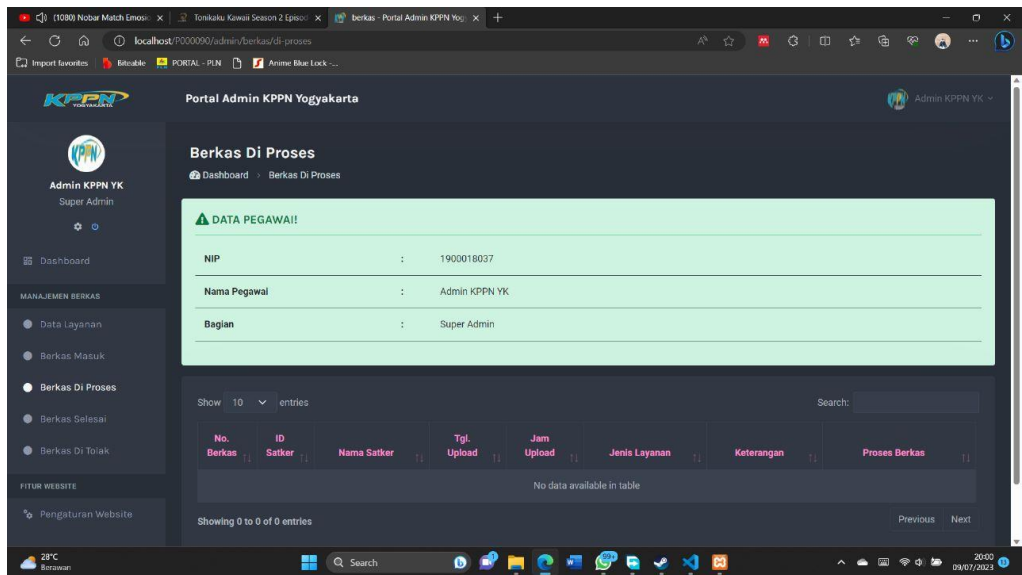 (1080) Nobar Match Emosi
Tonikaku Kawaii Season 2 Episod
berkas - Portal Admin KPPN Yog
localhost/P000090/admin/berkas/di-proses
Import favorites
Biteable
PORTAL - PLN
Anime Blue Lock -...
KPPN
YOGYAKARTA
Portal Admin KPPN Yogyakarta
Admin KPPN YK
KPPN
Admin KPPN YK
Super Admin
Dashboard
MANAJEMEN BERKAS
Data Layanan
Berkas Masuk
Berkas Di Proses
Berkas Selesai
Berkas Di Tolak
FITUR WEBSITE
Pengaturan Website
Berkas Di Proses
Dashboard > Berkas Di Proses
DATA PEGAWAI!
NIP : 1900018037
Nama Pegawai : Admin KPPN YK
Bagian : Super Admin
Show 10 entries
Search:
No. Berkas
ID Satker
Nama Satker
Tgl. Upload
Jam Upload
Jenis Layanan
Keterangan
Proses Berkas
No data available in table
Showing 0 to 0 of 0 entries
Previous Next
28°C
Berawan
Search
99+
20:00
09/07/2023